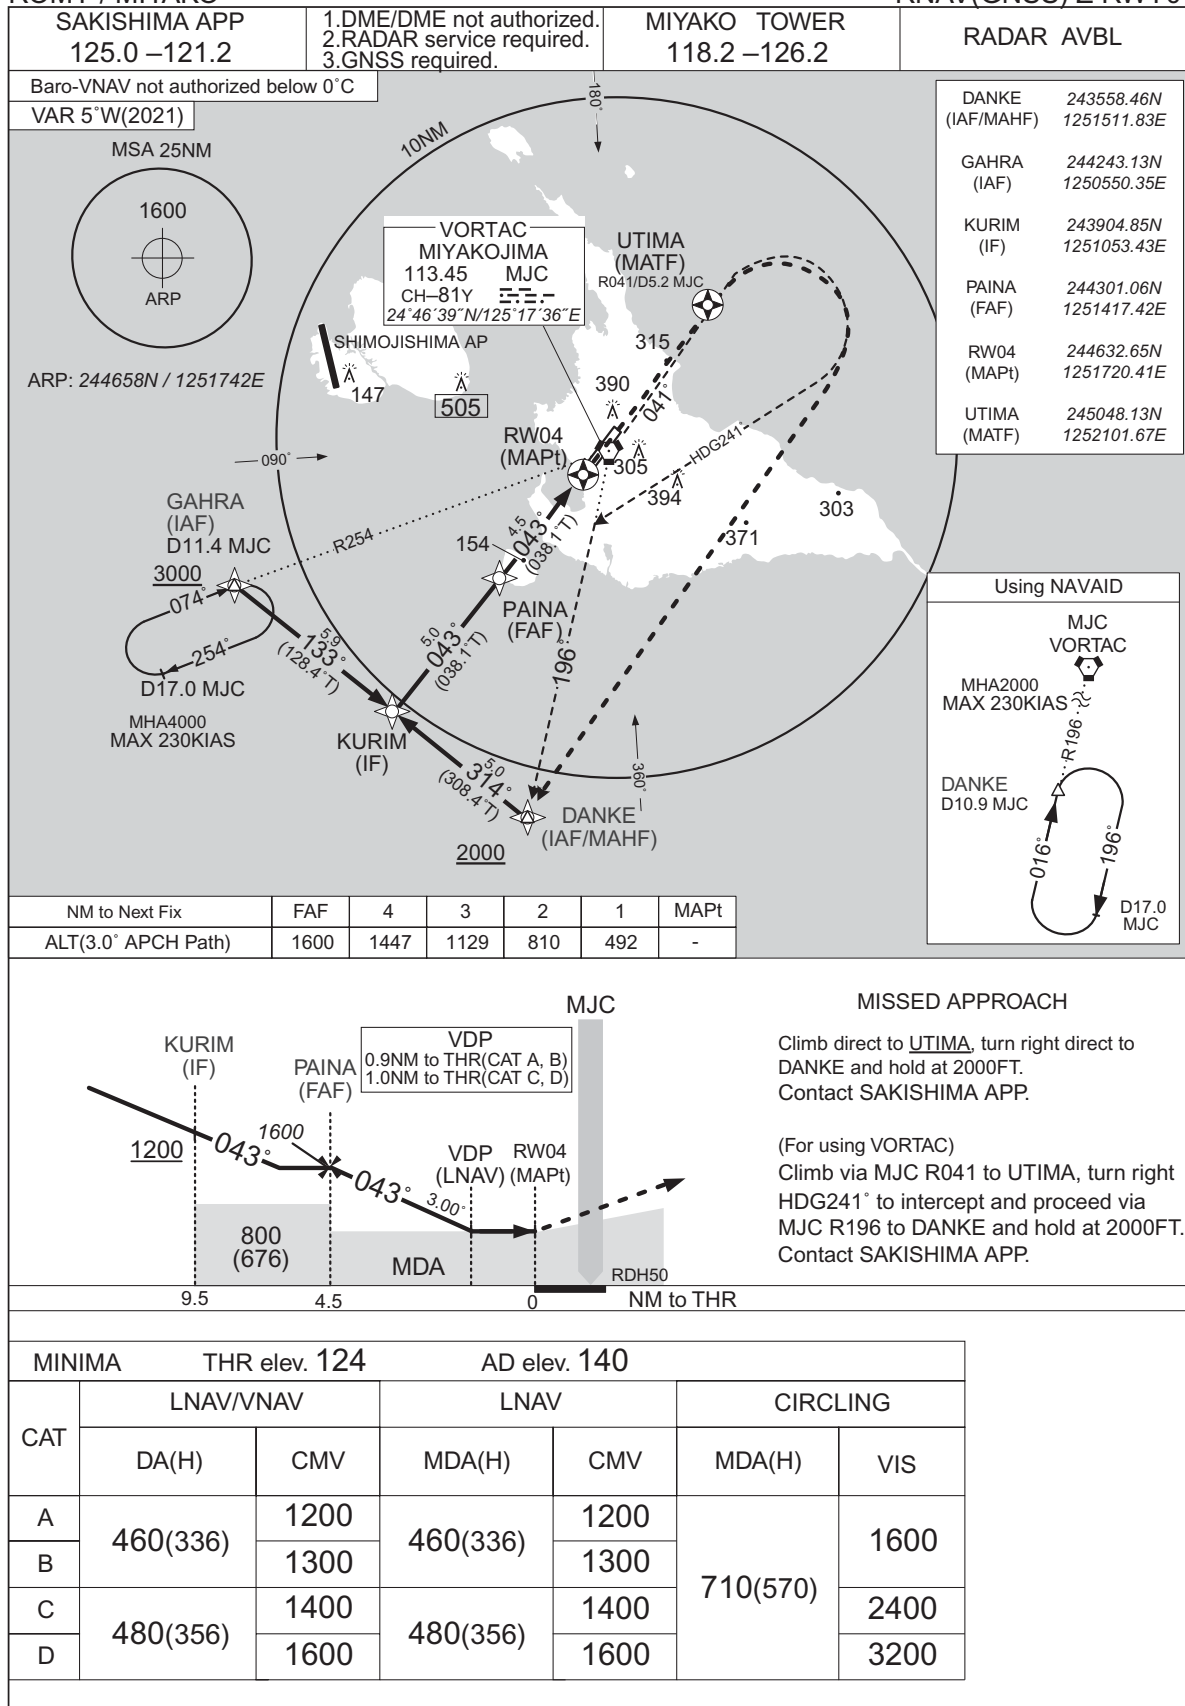 SAKISHIMA APP
125.0 –121.2
1.DME/DME not authorized.
2.RADAR service required.
3.GNSS required.
MIYAKO TOWER
118.2 –126.2
RADAR AVBL
Baro-VNAV not authorized below 0˚C
VAR 5˚W(2021)
MSA 25NM
1600
ARP
ARP: 244658N / 1251742E
10NM
180˚
090˚
360˚
VORTAC
MIYAKOJIMA
113.45 MJC
CH–81Y
24˚46´39˝N/125˚17´36˝E
UTIMA
(MATF)
R041/D5.2 MJC
SHIMOJISHIMA AP
147
505
315
390
041˚
305
394
HDG241˚
303
371
RW04
(MAPt)
GAHRA
(IAF)
D11.4 MJC
3000
R254
074˚
254˚
D17.0 MJC
MHA4000
MAX 230KIAS
5.9
133˚
(128.4˚T)
154
4.5
043˚
(038.1˚T)
PAINA
(FAF)
5.0
043˚
(038.1˚T)
196˚
KURIM
(IF)
5.0
314˚
(308.4˚T)
DANKE
(IAF/MAHF)
2000
DANKE 243558.46N
(IAF/MAHF) 1251511.83E
GAHRA 244243.13N
(IAF) 1250550.35E
KURIM 243904.85N
(IF) 1251053.43E
PAINA 244301.06N
(FAF) 1251417.42E
RW04 244632.65N
(MAPt) 1251720.41E
UTIMA 245048.13N
(MATF) 1252101.67E
Using NAVAID
MJC
VORTAC
MHA2000
MAX 230KIAS
R196
DANKE
D10.9 MJC
016˚
196˚
D17.0
MJC
NM to Next Fix FAF 4 3 2 1 MAPt
ALT(3.0˚ APCH Path) 1600 1447 1129 810 492 -
KURIM
(IF)
PAINA
(FAF)
VDP
0.9NM to THR(CAT A, B)
1.0NM to THR(CAT C, D)
MJC
1200
043˚
1600
043˚
3.00˚
VDP
(LNAV)
RW04
(MAPt)
800
(676)
MDA
RDH50
9.5 4.5 0 NM to THR
MISSED APPROACH
Climb direct to UTIMA, turn right direct to
DANKE and hold at 2000FT.
Contact SAKISHIMA APP.
(For using VORTAC)
Climb via MJC R041 to UTIMA, turn right
HDG241˚ to intercept and proceed via
MJC R196 to DANKE and hold at 2000FT.
Contact SAKISHIMA APP.
MINIMA THR elev. 124 AD elev. 140
CAT LNAV/VNAV LNAV CIRCLING
DA(H) CMV MDA(H) CMV MDA(H) VIS
A 460(336) 1200 460(336) 1200 710(570) 1600
B 1300 1300
C 480(356) 1400 480(356) 1400 2400
D 1600 1600 3200